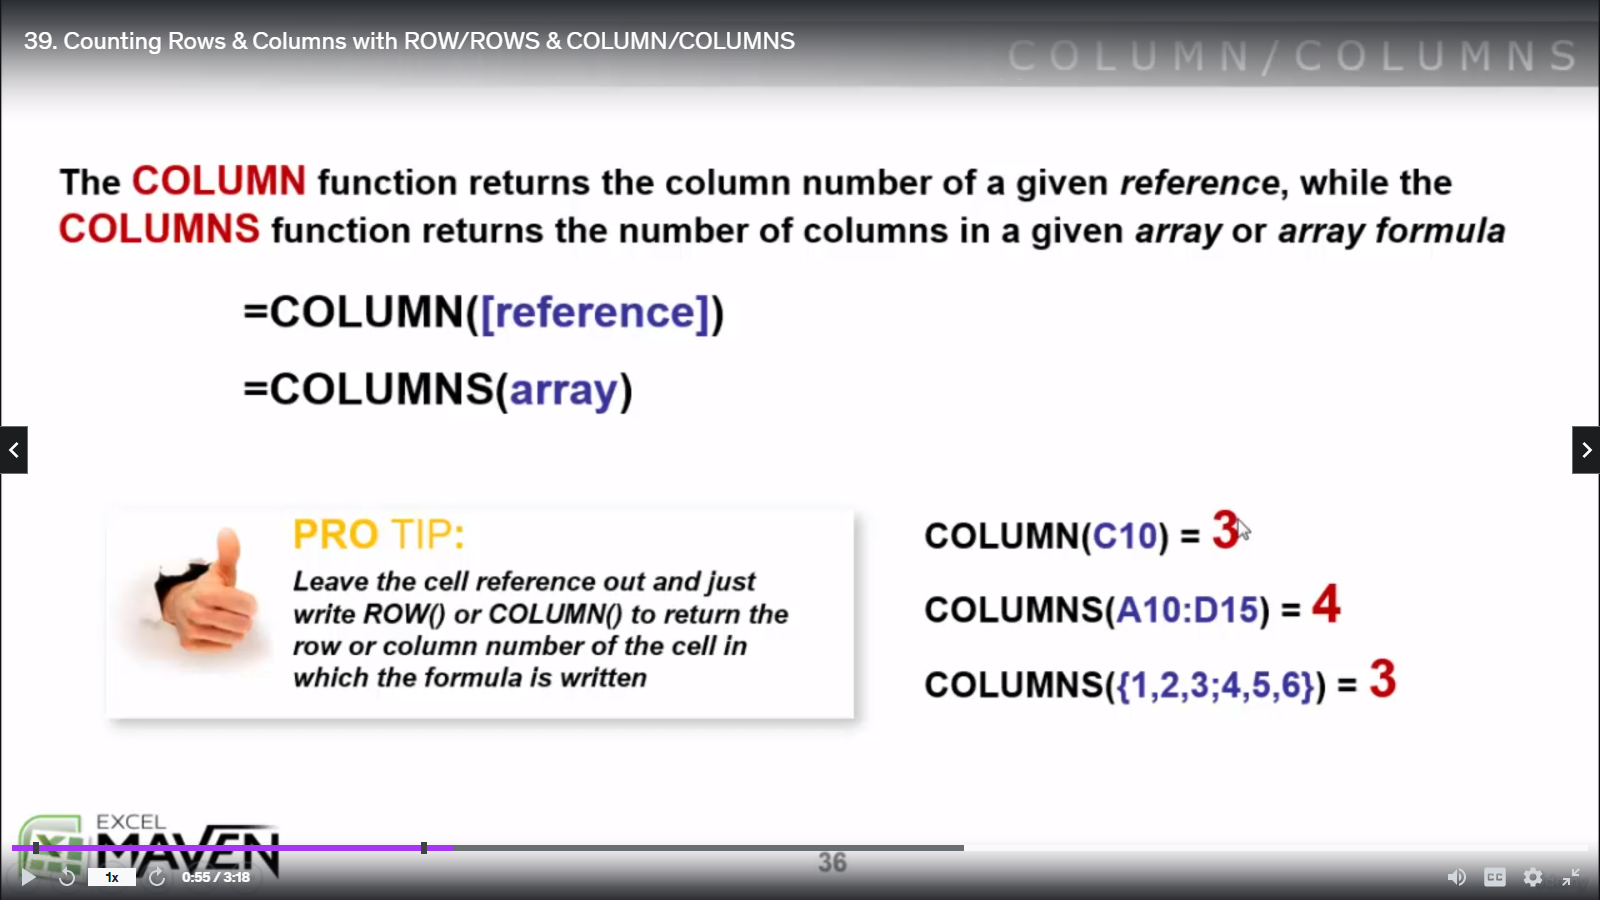 39. Counting Rows & Columns with ROW/ROWS & COLUMN/COLUMNS
COLUMN/COLUMNS
The COLUMN function returns the column number of a given reference, while the
COLUMNS function returns the number of columns in a given array or array formula
=COLUMN([reference])
=COLUMNS(array)
PRO TIP:
Leave the cell reference out and just
write ROW() or COLUMN() to return the
row or column number of the cell in
which the formula is written
COLUMN(C10) = 3
COLUMNS(A10:D15) = 4
COLUMNS({1,2,3;4,5,6}) = 3
EXCEL
MAVEN
36
1x
0:55 / 3:18
CC